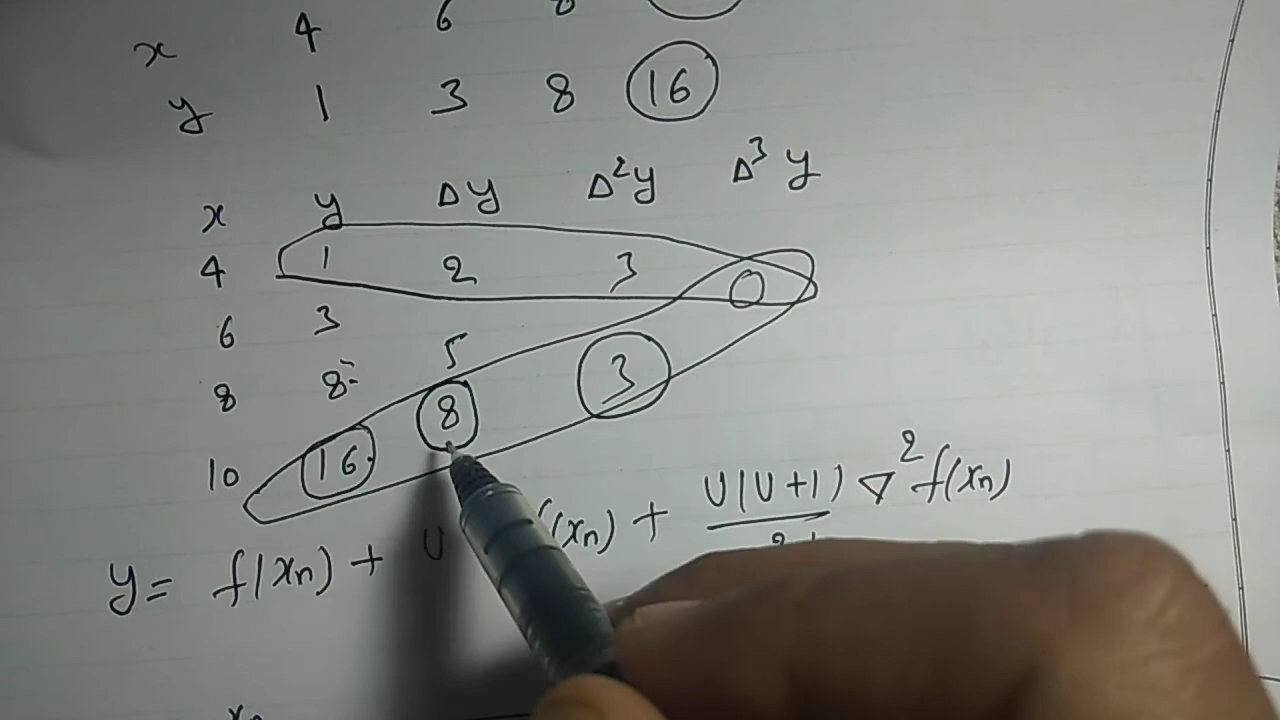 x 4 6 8
y 1 3 8 16
x y Δy Δ²y Δ³y
4 1 2 3 0
6 3 5 3
8 8 8
10 16
y = f(xn) + U f(xn) + U(U+1) ∇² f(xn)
xn